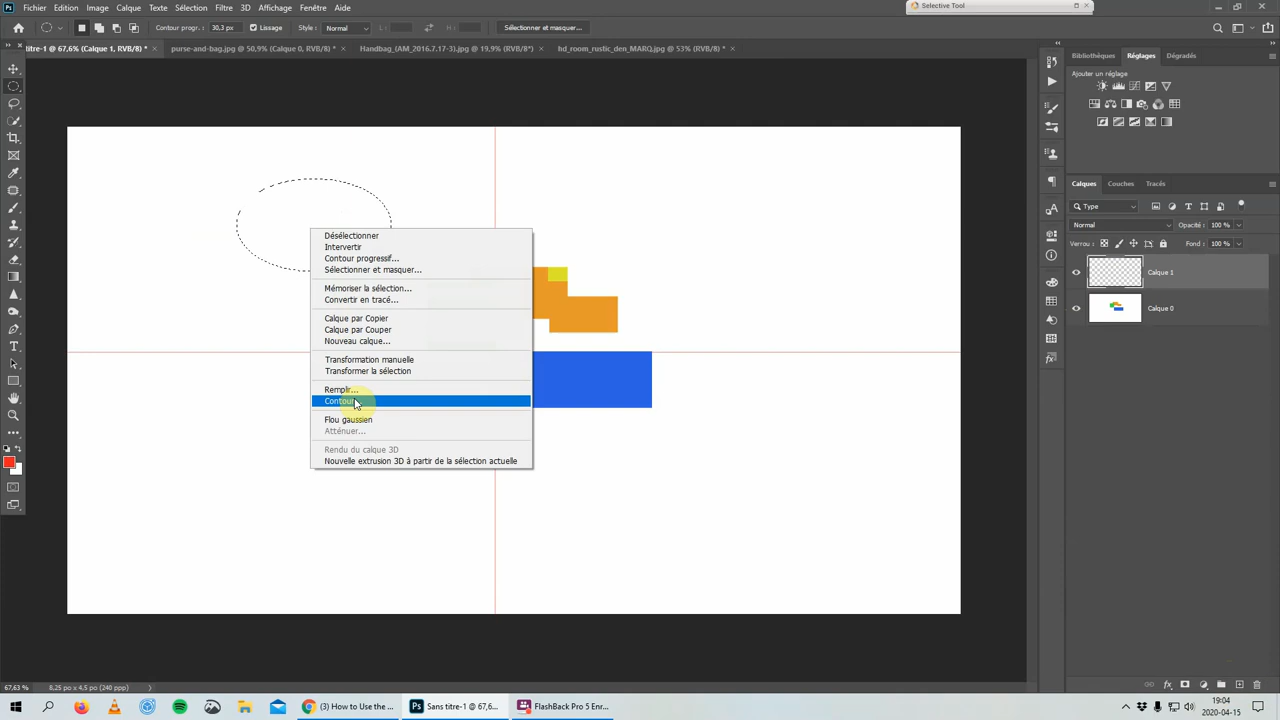 Fichier Edition Image Calque Texte Sélection Filtre 3D Affichage Fenêtre Aide
Selective Tool
Contour progr. : 30,3 px Lissage Style : Normal L : H : Sélectionner et masquer...
titre-1 @ 67,6% (Calque 1, RVB/8) * × purse-and-bag.jpg @ 50,9% (Calque 0, RVB/8) * × Handbag_(AM_2016.7.17-3).jpg @ 19,9% (RVB/8*) × hd_room_rustic_den_MARQ.jpg @ 53% (RVB/8) * ×
Bibliothèques Réglages Dégradés
Ajouter un réglage
Calques Couches Tracés
Type
Normal Opacité : 100 %
Verrou : Fond : 100 %
Calque 1
Calque 0
Désélectionner
Intervertir
Contour progressif...
Sélectionner et masquer...
Mémoriser la sélection...
Convertir en tracé...
Calque par Copier
Calque par Couper
Nouveau calque...
Transformation manuelle
Transformer la sélection
Remplir...
Contour...
Flou gaussien
Atténuer...
Rendu du calque 3D
Nouvelle extrusion 3D à partir de la sélection actuelle
67,63 % 8,25 po x 4,5 po (240 ppp)
(3) How to Use the ... Sans titre-1 @ 67,6... FlashBack Pro 5 Enr...
19:04
2020-04-15